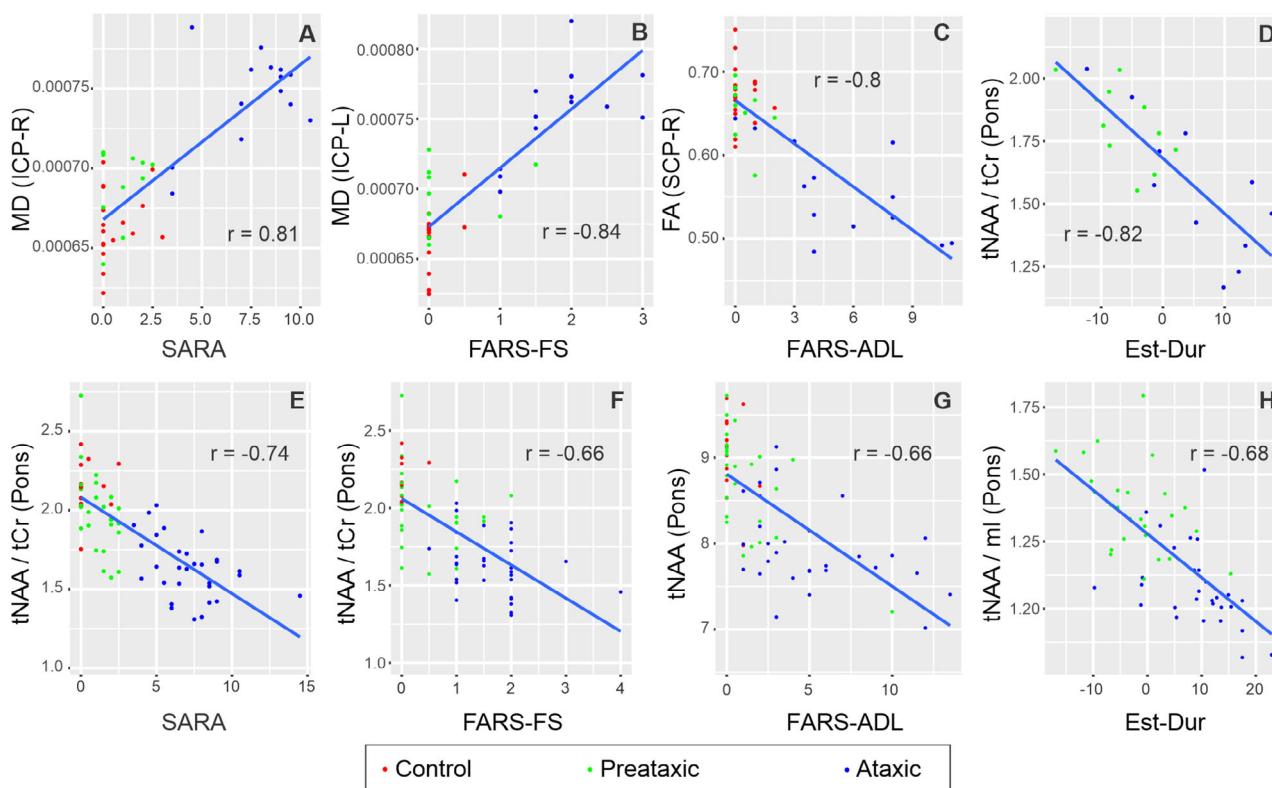 A
MD (ICP-R)
0.00075
0.00070
0.00065
r = 0.81
0.0 2.5 5.0 7.5 10.0
SARA
B
MD (ICP-L)
0.00080
0.00075
0.00070
0.00065
r = -0.84
0 1 2 3
FARS-FS
C
FA (SCP-R)
0.70
0.60
0.50
r = -0.8
0 3 6 9
FARS-ADL
D
tNAA / tCr (Pons)
2.00
1.75
1.50
1.25
r = -0.82
-10 0 10
Est-Dur
E
tNAA / tCr (Pons)
2.5
2.0
1.5
1.0
r = -0.74
0 5 10 15
SARA
F
tNAA / tCr (Pons)
2.5
2.0
1.5
1.0
r = -0.66
0 1 2 3 4
FARS-FS
G
tNAA (Pons)
9
8
7
r = -0.66
0 5 10
FARS-ADL
H
tNAA / ml (Pons)
1.75
1.50
1.25
1.20
r = -0.68
-10 0 10 20
Est-Dur
Control Preataxic Ataxic